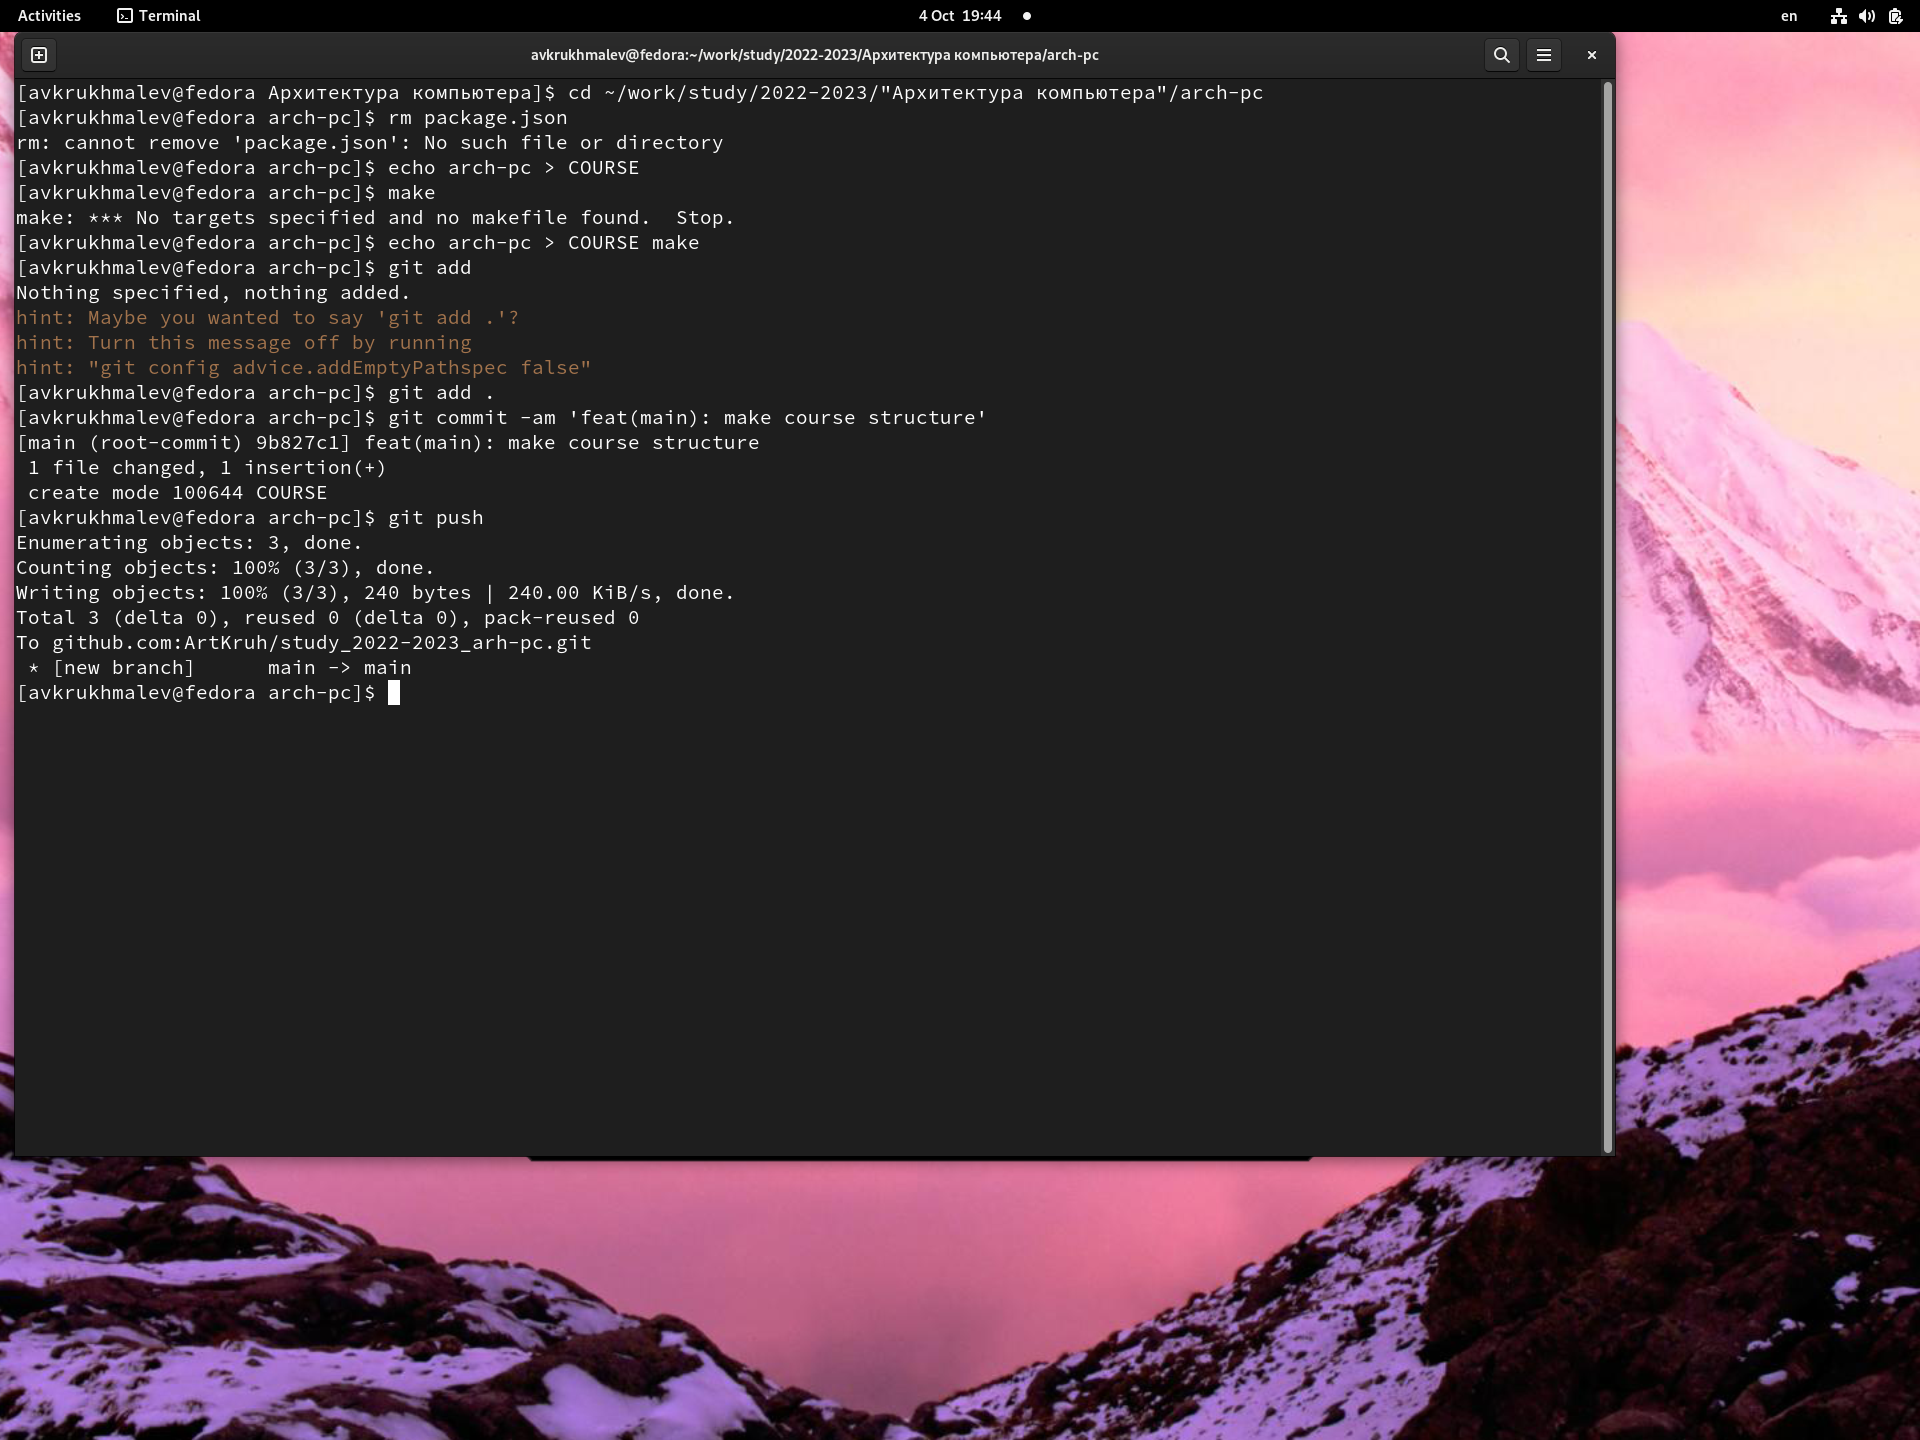 Activities Terminal 4 Oct 19:44 en
avkrukhmalev@fedora:~/work/study/2022-2023/Архитектура компьютера/arch-pc
[avkrukhmalev@fedora Архитектура компьютера]$ cd ~/work/study/2022-2023/"Архитектура компьютера"/arch-pc
[avkrukhmalev@fedora arch-pc]$ rm package.json
rm: cannot remove 'package.json': No such file or directory
[avkrukhmalev@fedora arch-pc]$ echo arch-pc > COURSE
[avkrukhmalev@fedora arch-pc]$ make
make: *** No targets specified and no makefile found.  Stop.
[avkrukhmalev@fedora arch-pc]$ echo arch-pc > COURSE make
[avkrukhmalev@fedora arch-pc]$ git add
Nothing specified, nothing added.
hint: Maybe you wanted to say 'git add .'?
hint: Turn this message off by running
hint: "git config advice.addEmptyPathspec false"
[avkrukhmalev@fedora arch-pc]$ git add .
[avkrukhmalev@fedora arch-pc]$ git commit -am 'feat(main): make course structure'
[main (root-commit) 9b827c1] feat(main): make course structure
 1 file changed, 1 insertion(+)
 create mode 100644 COURSE
[avkrukhmalev@fedora arch-pc]$ git push
Enumerating objects: 3, done.
Counting objects: 100% (3/3), done.
Writing objects: 100% (3/3), 240 bytes | 240.00 KiB/s, done.
Total 3 (delta 0), reused 0 (delta 0), pack-reused 0
To github.com:ArtKruh/study_2022-2023_arh-pc.git
 * [new branch]      main -> main
[avkrukhmalev@fedora arch-pc]$